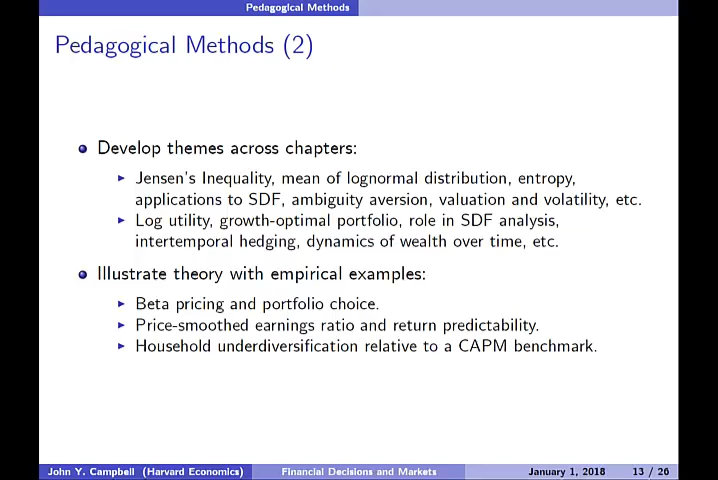 Pedagogical Methods
Pedagogical Methods (2)
Develop themes across chapters:
Jensen's Inequality, mean of lognormal distribution, entropy,
applications to SDF, ambiguity aversion, valuation and volatility, etc.
Log utility, growth-optimal portfolio, role in SDF analysis,
intertemporal hedging, dynamics of wealth over time, etc.
Illustrate theory with empirical examples:
Beta pricing and portfolio choice.
Price-smoothed earnings ratio and return predictability.
Household underdiversification relative to a CAPM benchmark.
John Y. Campbell (Harvard Economics) Financial Decisions and Markets January 1, 2018 13 / 26